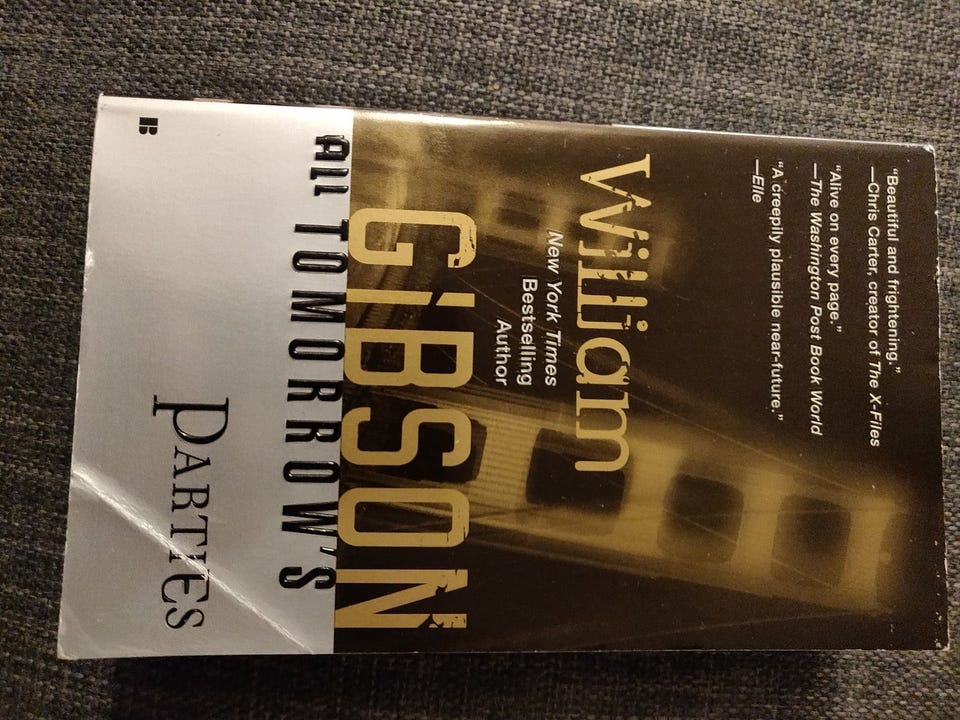 "Beautiful and frightening."
—Chris Carter, creator of The X-Files
"Alive on every page."
—The Washington Post Book World
"A creepily plausible near-future."
—Elle
William
New York Times
Bestselling
Author
GIBSON
ALL TOMORROW'S
PARTIES
B